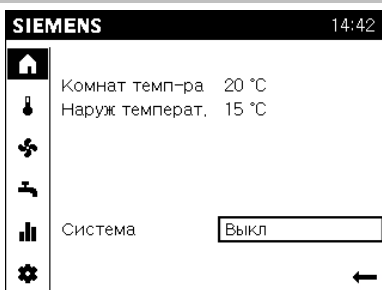 SIEMENS 14:42
Комнат темп-ра 20 °C
Наруж температ. 15 °C
Система Выкл